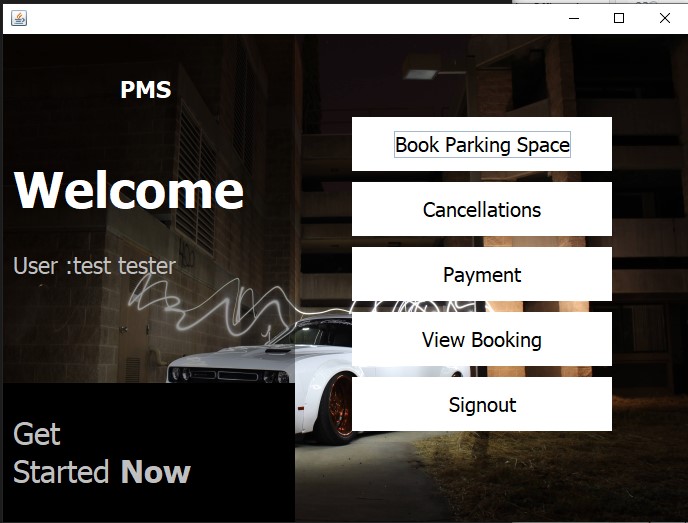 PMS
Welcome
User :test tester
Get
Started Now
Book Parking Space
Cancellations
Payment
View Booking
Signout